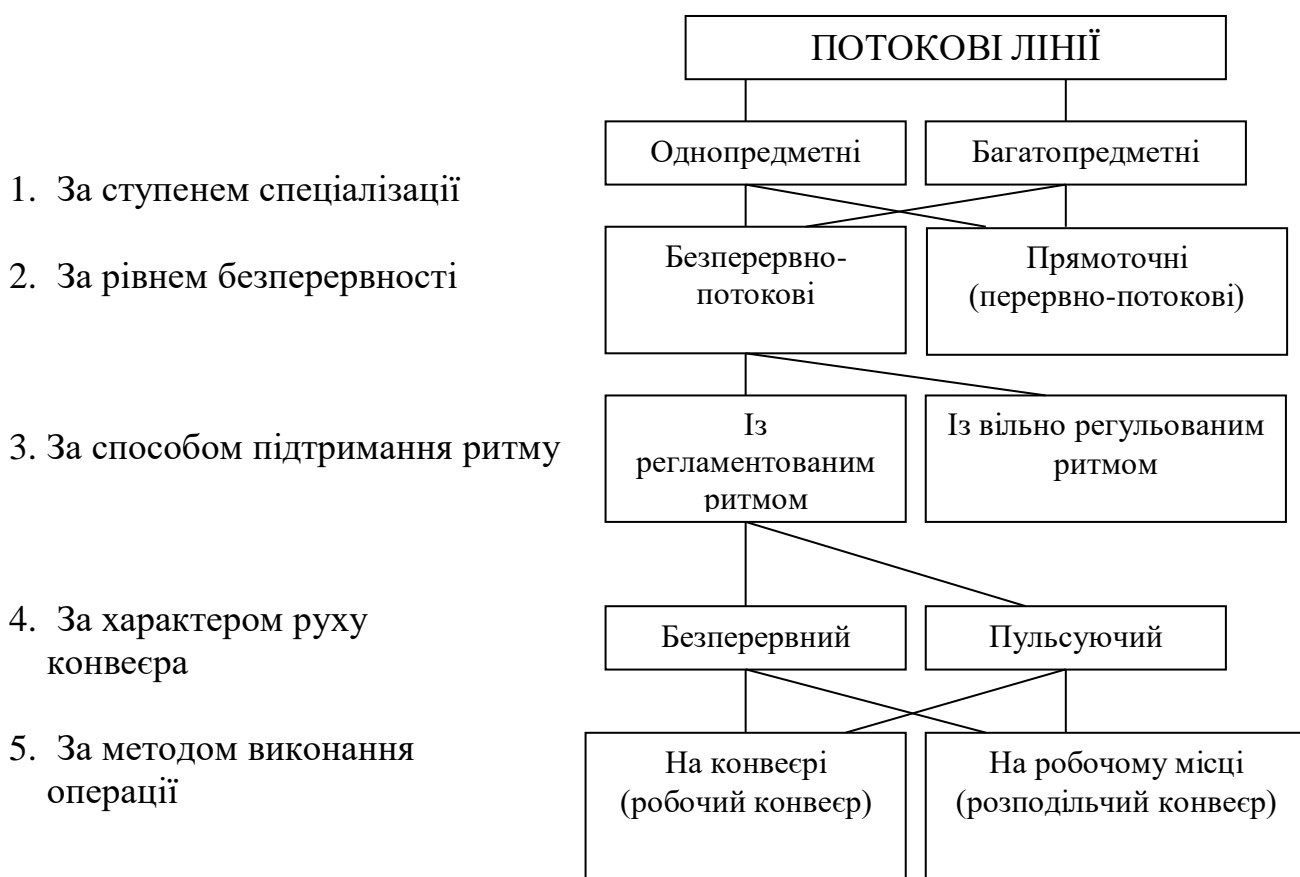 ПОТОКОВІ ЛІНІЇ
Однопредметні
Багатопредметні
1. За ступенем спеціалізації
2. За рівнем безперервності
Безперервно-
потокові
Прямоточні
(перервно-потокові)
3. За способом підтримання ритму
Із
регламентованим
ритмом
Із вільно регульованим
ритмом
4. За характером руху
конвеєра
Безперервний
Пульсуючий
5. За методом виконання
операції
На конвеєрі
(робочий конвеєр)
На робочому місці
(розподільчий конвеєр)